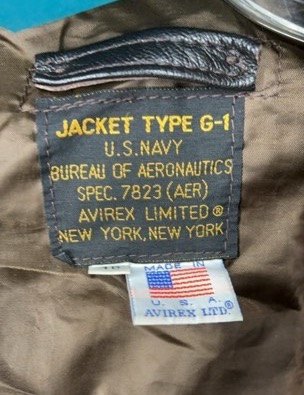 JACKET TYPE G-1
U.S.NAVY
BUREAU OF AERONAUTICS
SPEC. 7823 (AER)
AVIREX LIMITED®
NEW YORK, NEW YORK
MADE IN
U. S. A.
AVIREX LTD.®